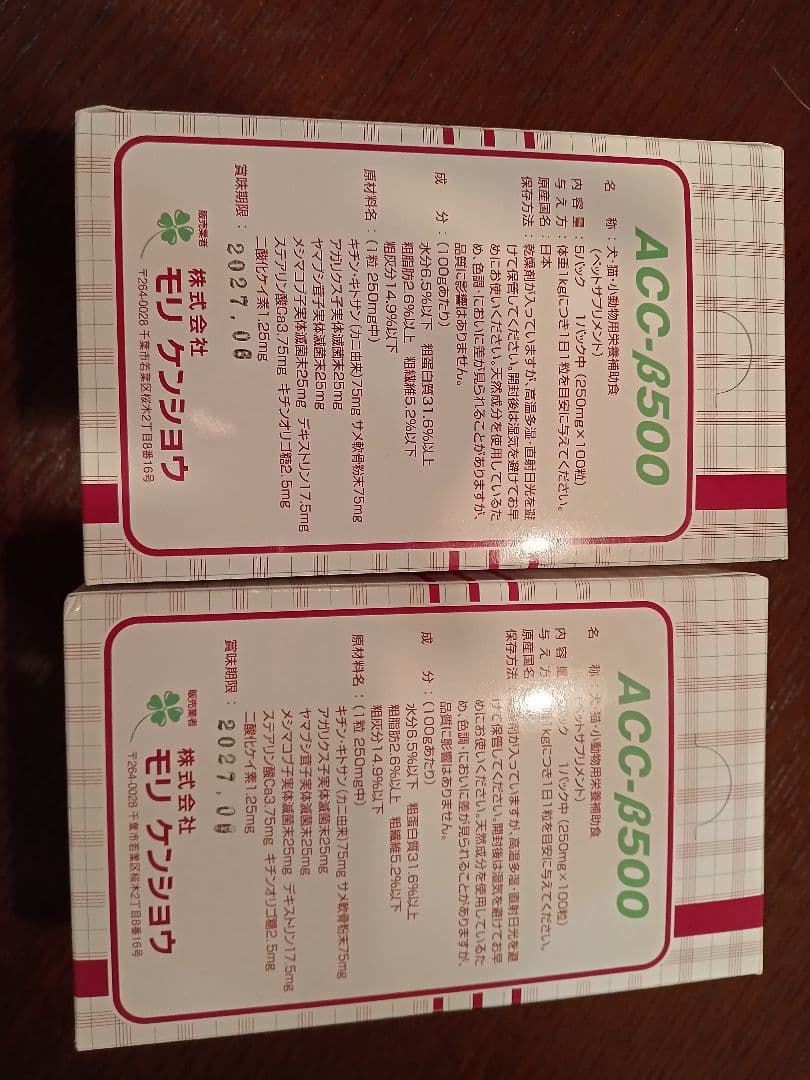 ACC-β500
名　称：犬・猫・小動物用栄養補助食
(ペットサプリメント)
内容量：5パック　1パック中(250mg×100粒)
与え方：体重1kgにつき1日1粒を目安に与えてください。
原産国名：日本
保存方法：乾燥剤が入っていますが、高温多湿・直射日光を避
けて保管してください。開封後は湿気を避けてお早
めにお使いください。天然成分を使用しているた
め、色調・においに差が見られることがありますが、
品質に影響はありません。
成　分：(100gあたり)
水分6.5%以下　粗蛋白質31.6%以上
粗脂肪2.6%以上　粗繊維5.2%以下
粗灰分14.9%以下
原材料名：(1粒 250mg中)
キチン・キトサン(カニ由来)75mg サメ軟骨粉末75mg
アガリクス子実体滅菌末25mg
ヤマブシ茸子実体滅菌末25mg
メシマコブ子実体滅菌末25mg　デキストリン17.5mg
ステアリン酸Ca3.75mg　キチンオリゴ糖2.5mg
二酸化ケイ素1.25mg
賞味期限：2027.06
販売業者
株式会社
モリ ケンショウ
〒264-0028 千葉市若葉区桜木2丁目8番16号
ACC-β500
名　称：犬・猫・小動物用栄養補助食
ペットサプリメント)
内容量　ック　1パック中(250mg×100粒)
与え方　1kgにつき1日1粒を目安に与えてください。
原産国名
保存方法：燥剤が入っていますが、高温多湿・直射日光を避
けて保管してください。開封後は湿気を避けてお早
めにお使いください。天然成分を使用しているた
め、色調・においに差が見られることがありますが、
品質に影響はありません。
成　分：(100gあたり)
水分6.5%以下　粗蛋白質31.6%以上
粗脂肪2.6%以上　粗繊維5.2%以下
粗灰分14.9%以下
原材料名：(1粒 250mg中)
キチン・キトサン(カニ由来)75mg サメ軟骨粉末75mg
アガリクス子実体滅菌末25mg
ヤマブシ茸子実体滅菌末25mg
メシマコブ子実体滅菌末25mg　デキストリン17.5mg
ステアリン酸Ca3.75mg　キチンオリゴ糖2.5mg
二酸化ケイ素1.25mg
賞味期限：2027.06
販売業者
株式会社
モリ ケンショウ
〒264-0028 千葉市若葉区桜木2丁目8番16号